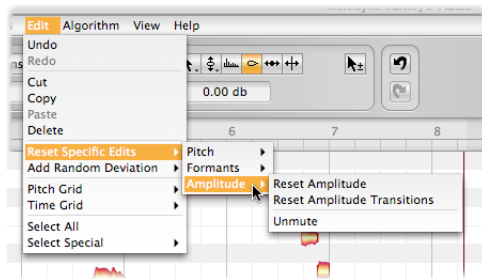 Edit Algorithm View Help
Undo
Redo
Cut
Copy
Paste
Delete
Reset Specific Edits
Add Random Deviation
Pitch Grid
Time Grid
Select All
Select Special
0.00 db
6 7 8
Pitch
Formants
Amplitude
Reset Amplitude
Reset Amplitude Transitions
Unmute